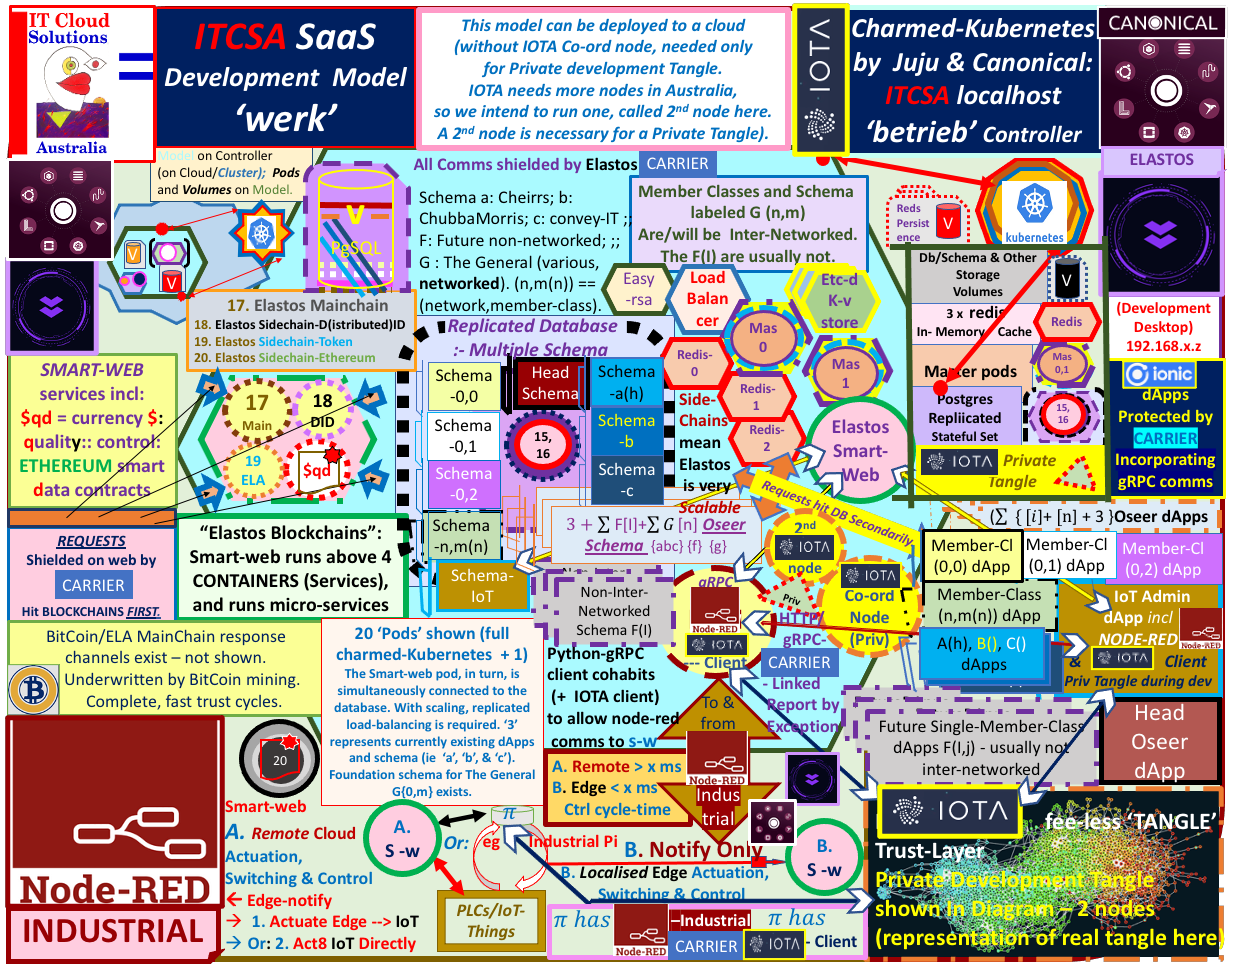 IT Cloud
Solutions
Australia
ITCSA SaaS
Development Model
‘werk’
This model can be deployed to a cloud
(without IOTA Co-ord node, needed only
for Private development Tangle.
IOTA needs more nodes in Australia,
so we intend to run one, called 2nd node here.
A 2nd node is necessary for a Private Tangle).
IOTA
Charmed-Kubernetes
by Juju & Canonical:
ITCSA localhost
‘betrieb’ Controller
CANONICAL
Model on Controller
(on Cloud/Cluster); Pods
and Volumes on Model.
V
V
V
PgSQL
All Comms shielded by Elastos CARRIER
Schema a: Cheirrs; b:
ChubbaMorris; c: convey-IT ;;
F: Future non-networked; ;;
G : The General (various,
networked). (n,m(n)) ==
(network,member-class).
Member Classes and Schema
labeled G (n,m)
Are/will be Inter-Networked.
The F(I) are usually not.
Reds
Persist
ence
V
kubernetes
ELASTOS
Db/Schema & Other
Storage
Volumes
V
3 x redis
In- Memory Cache
Redis
Master pods
Mas
0,1
Postgres
Repliicated
Stateful Set
15,
16
IOTA Private
Tangle
(Development
Desktop)
192.168.x.z
ionic
dApps
Protected by
CARRIER
Incorporating
gRPC comms
Easy
-rsa
Load
Balan
cer
Etc-d
K-v
store
Mas
0
Mas
1
Redis-
0
Redis-
1
Redis-
2
17. Elastos Mainchain
18. Elastos Sidechain-D(istributed)ID
19. Elastos Sidechain-Token
20. Elastos Sidechain-Ethereum
SMART-WEB
services incl:
$qd = currency $:
quality:: control:
ETHEREUM smart
data contracts
17
Main
18
DID
19
ELA
$qd
Replicated Database
:- Multiple Schema
Schema
-0,0
Head
Schema
Schema
-a(h)
Schema
-0,1
15,
16
Schema
-b
Schema
-0,2
Schema
-c
Schema
-n,m(n)
Schema-
IoT
Side-
Chains
mean
Elastos
is very
Scalable
Elastos
Smart-
Web
Requests hit DB Secondarily
3 + ∑ F[I]+∑ G [n] Oseer
Schema {abc} {f} {g}
Non-Inter-
Networked
Schema F(I)
REQUESTS
Shielded on web by
CARRIER
Hit BLOCKCHAINS FIRST.
“Elastos Blockchains”:
Smart-web runs above 4
CONTAINERS (Services),
and runs micro-services
2nd
IOTA
node
IOTA
Co-ord
Node
(Priv)
Priv
gRPC
Node-RED
IOTA
--- Client
HTTP/
gRPC-
CARRIER
- Linked
Report by
Exception
(∑ { [i]+ [n] + 3 }Oseer dApps
Member-Cl
(0,0) dApp
Member-Cl
(0,1) dApp
Member-Cl
(0,2) dApp
Member-Class
(n,m(n)) dApp
A(h), B(), C()
dApps
IoT Admin
dApp incl
NODE-RED
Node-RED
& IOTA Client
Priv Tangle during dev
BitCoin/ELA MainChain response
channels exist – not shown.
Underwritten by BitCoin mining.
Complete, fast trust cycles.
20 ‘Pods’ shown (full
charmed-Kubernetes + 1)
The Smart-web pod, in turn, is
simultaneously connected to the
database. With scaling, replicated
load-balancing is required. ‘3’
represents currently existing dApps
and schema (ie ‘a’, ‘b’, & ‘c’).
Foundation schema for The General
G{0,m} exists.
Python-gRPC
client cohabits
(+ IOTA client)
to allow node-red
comms to s-w
To &
from
Node-RED
Indus
trial
A. Remote > x ms
B. Edge < x ms
Ctrl cycle-time
Future Single-Member-Class
dApps F(I,j) - usually not
inter-networked
Head
Oseer
dApp
Node-RED
INDUSTRIAL
20
Smart-web
A. Remote Cloud
Actuation,
Switching & Control
← Edge-notify
→ 1. Actuate Edge --> IoT
→ Or: 2. Act8 IoT Directly
A.
S -w
Or:
π
eg Industrial Pi
PLCs/IoT-
Things
B. Notify Only
B. Localised Edge Actuation,
Switching & Control
B.
S -w
π has Node-RED –Industrial π has
CARRIER IOTA - Client
IOTA fee-less ‘TANGLE’
Trust-Layer
Private Development Tangle
shown In Diagram – 2 nodes
(representation of real tangle here)